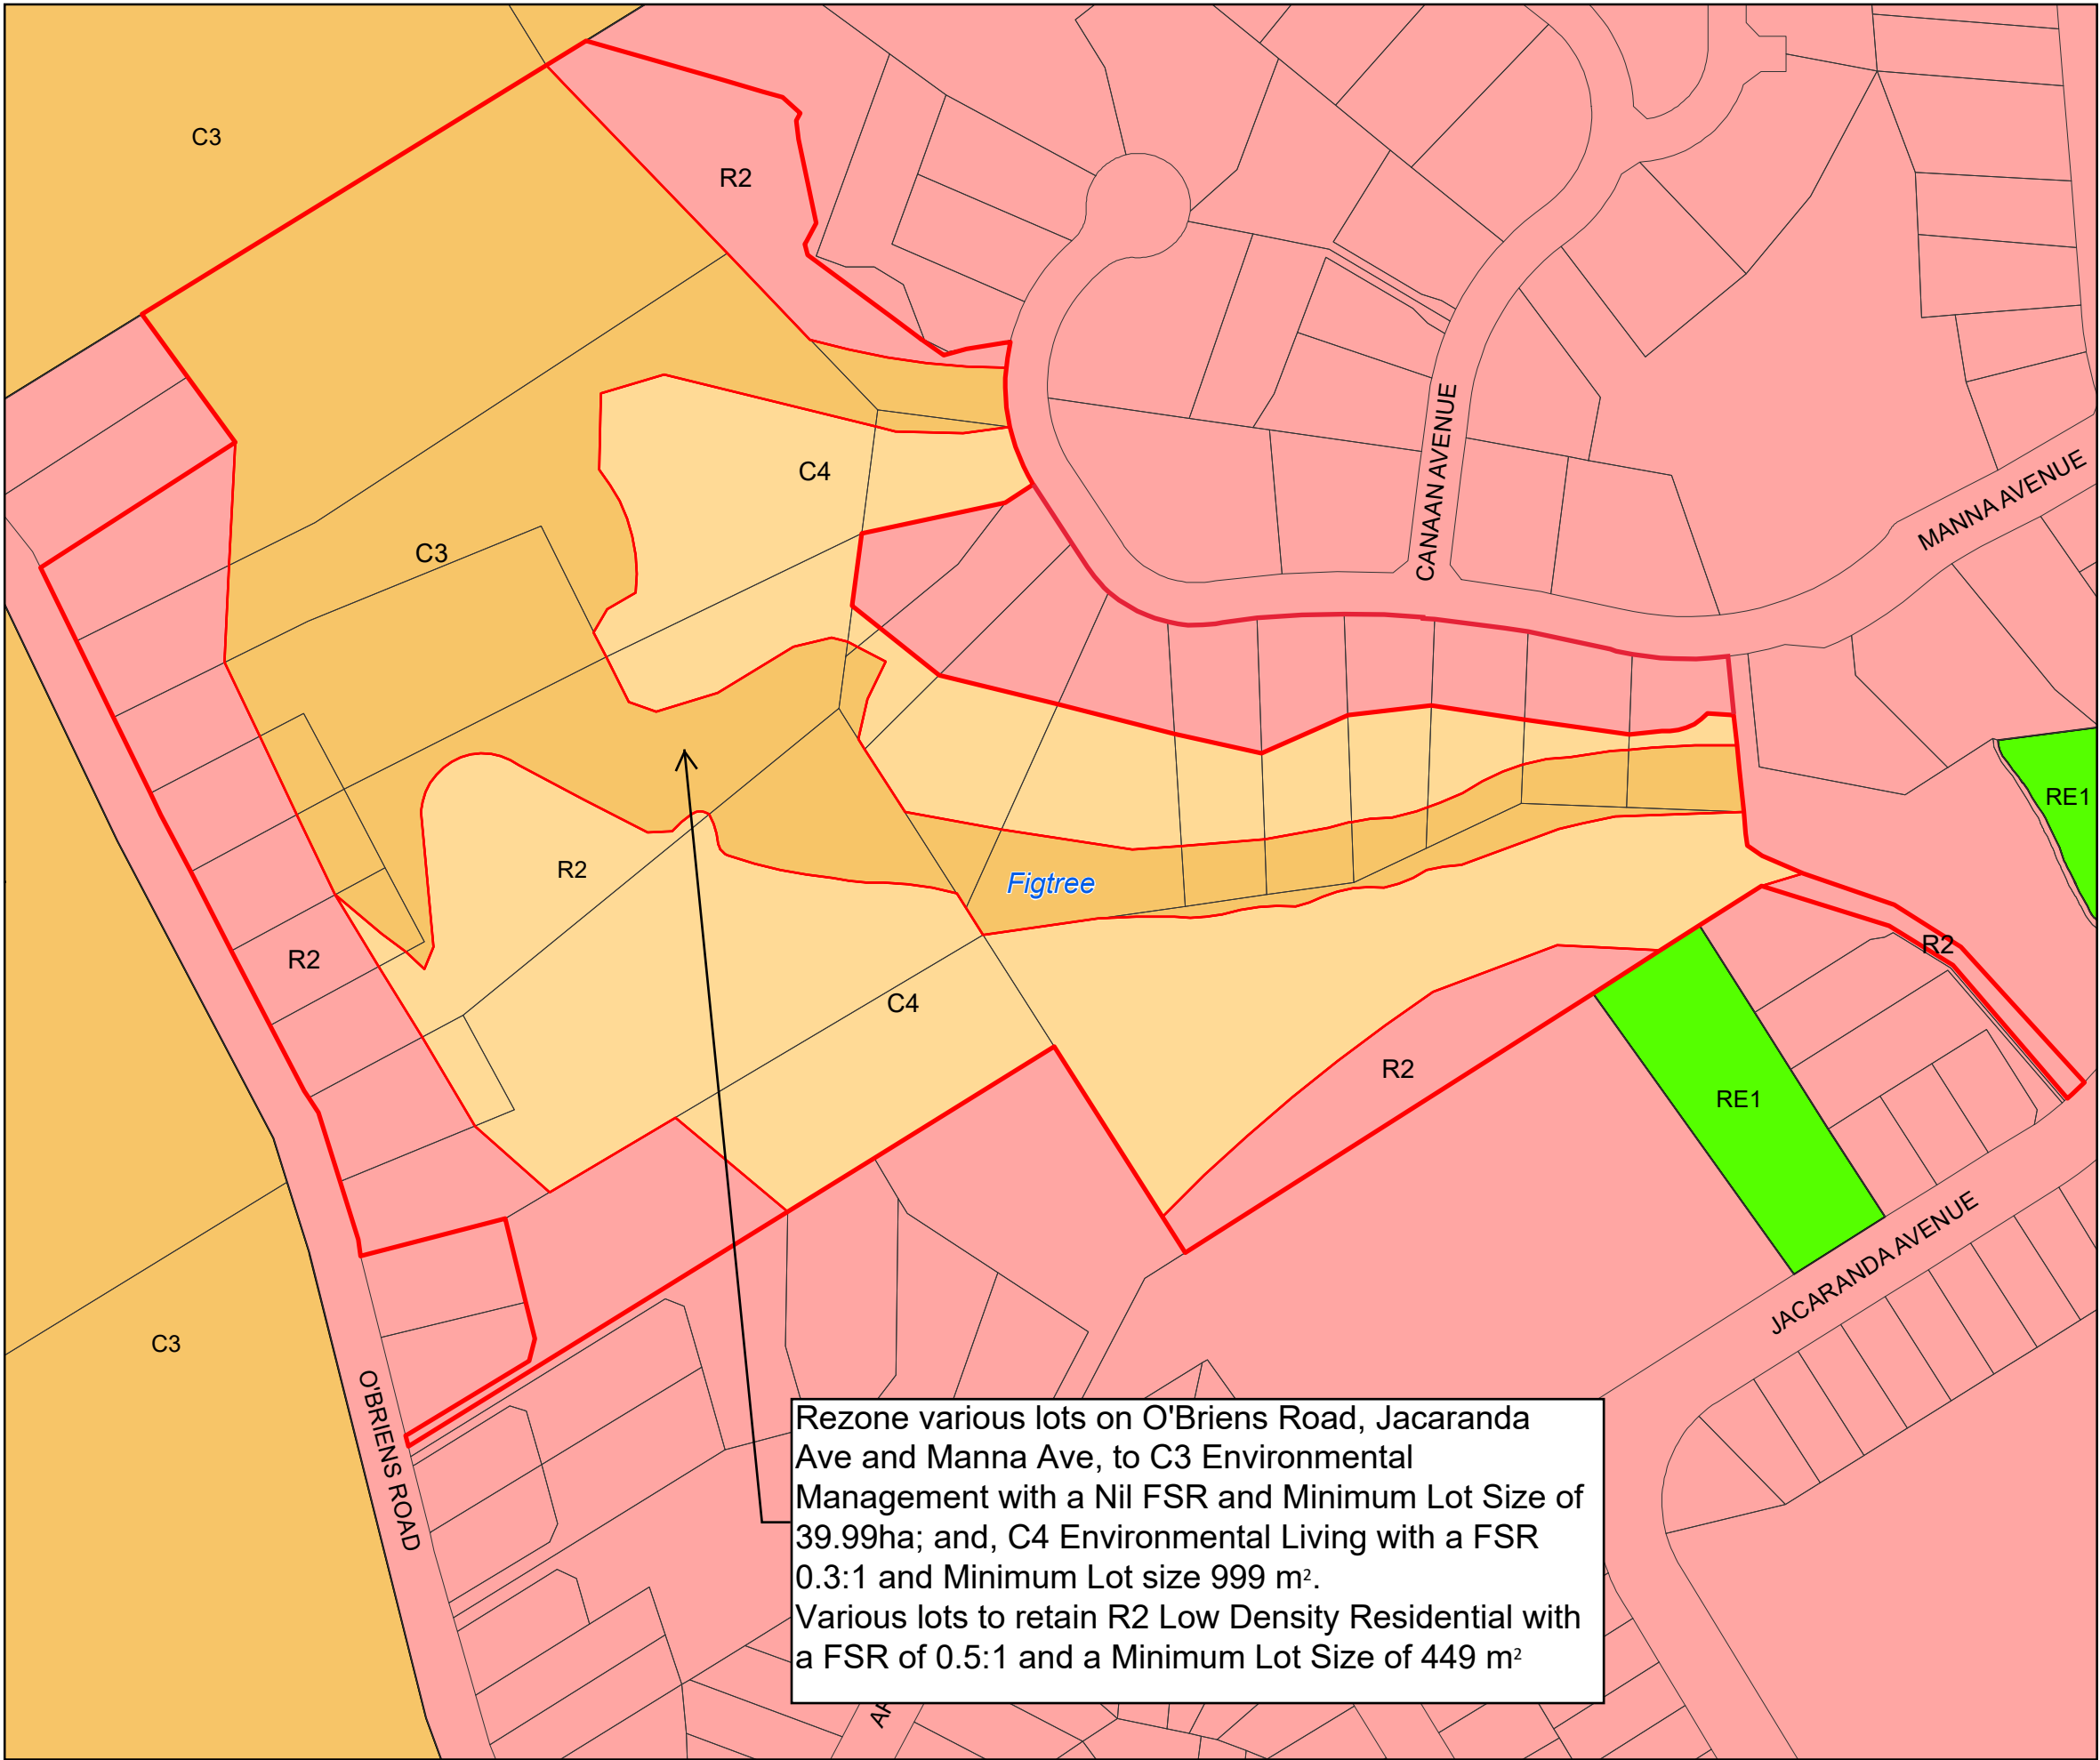 C3
R2
C4
CANAAN AVENUE
MANNA AVENUE
C3
RE1
R2
Figtree
R2
R2
C4
R2
RE1
JACARANDA AVENUE
C3
O'BRIENS ROAD
Rezone various lots on O'Briens Road, Jacaranda
Ave and Manna Ave, to C3 Environmental
Management with a Nil FSR and Minimum Lot Size of
39.99ha; and, C4 Environmental Living with a FSR
0.3:1 and Minimum Lot size 999 m².
Various lots to retain R2 Low Density Residential with
a FSR of 0.5:1 and a Minimum Lot Size of 449 m²